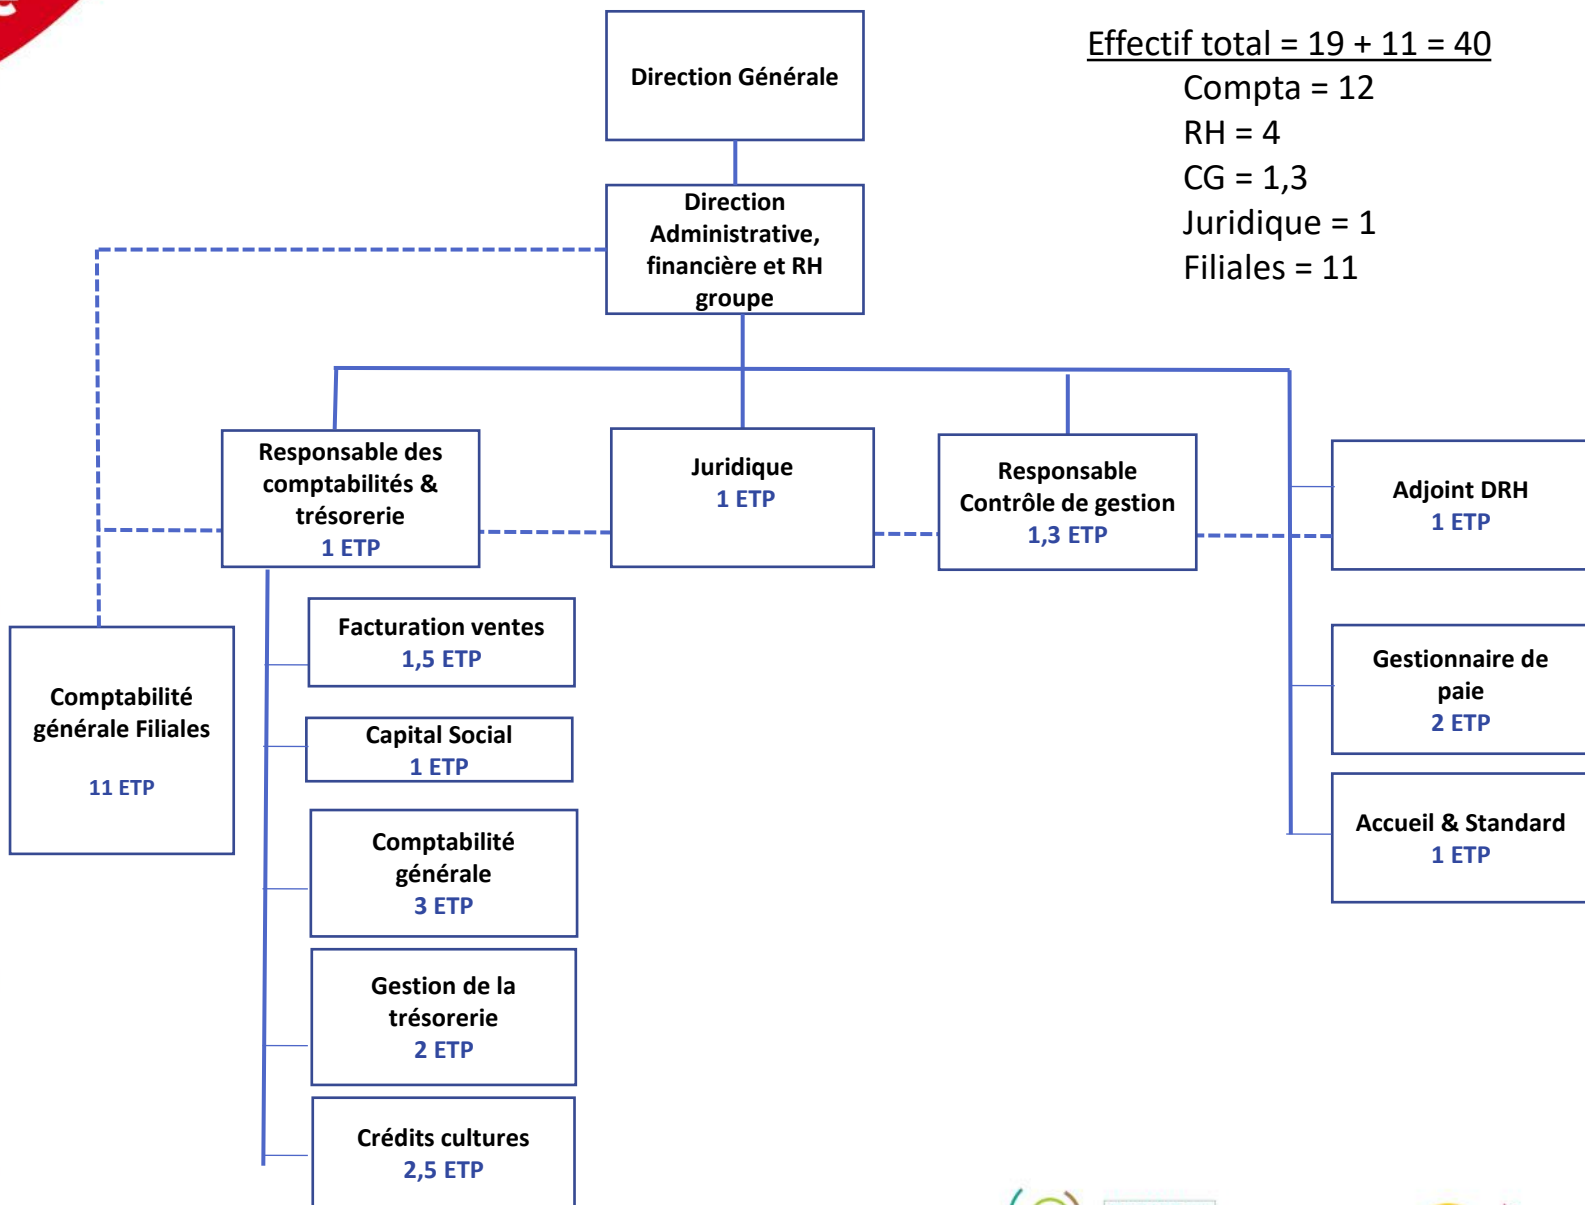 Direction Générale
Effectif total = 19 + 11 = 40
Compta = 12
RH = 4
CG = 1,3
Juridique = 1
Filiales = 11
Direction
Administrative,
financière et RH
groupe
Responsable des
comptabilités &
trésorerie
1 ETP
Juridique
1 ETP
Responsable
Contrôle de gestion
1,3 ETP
Adjoint DRH
1 ETP
Comptabilité
générale Filiales
11 ETP
Facturation ventes
1,5 ETP
Capital Social
1 ETP
Comptabilité
générale
3 ETP
Gestion de la
trésorerie
2 ETP
Crédits cultures
2,5 ETP
Gestionnaire de
paie
2 ETP
Accueil & Standard
1 ETP